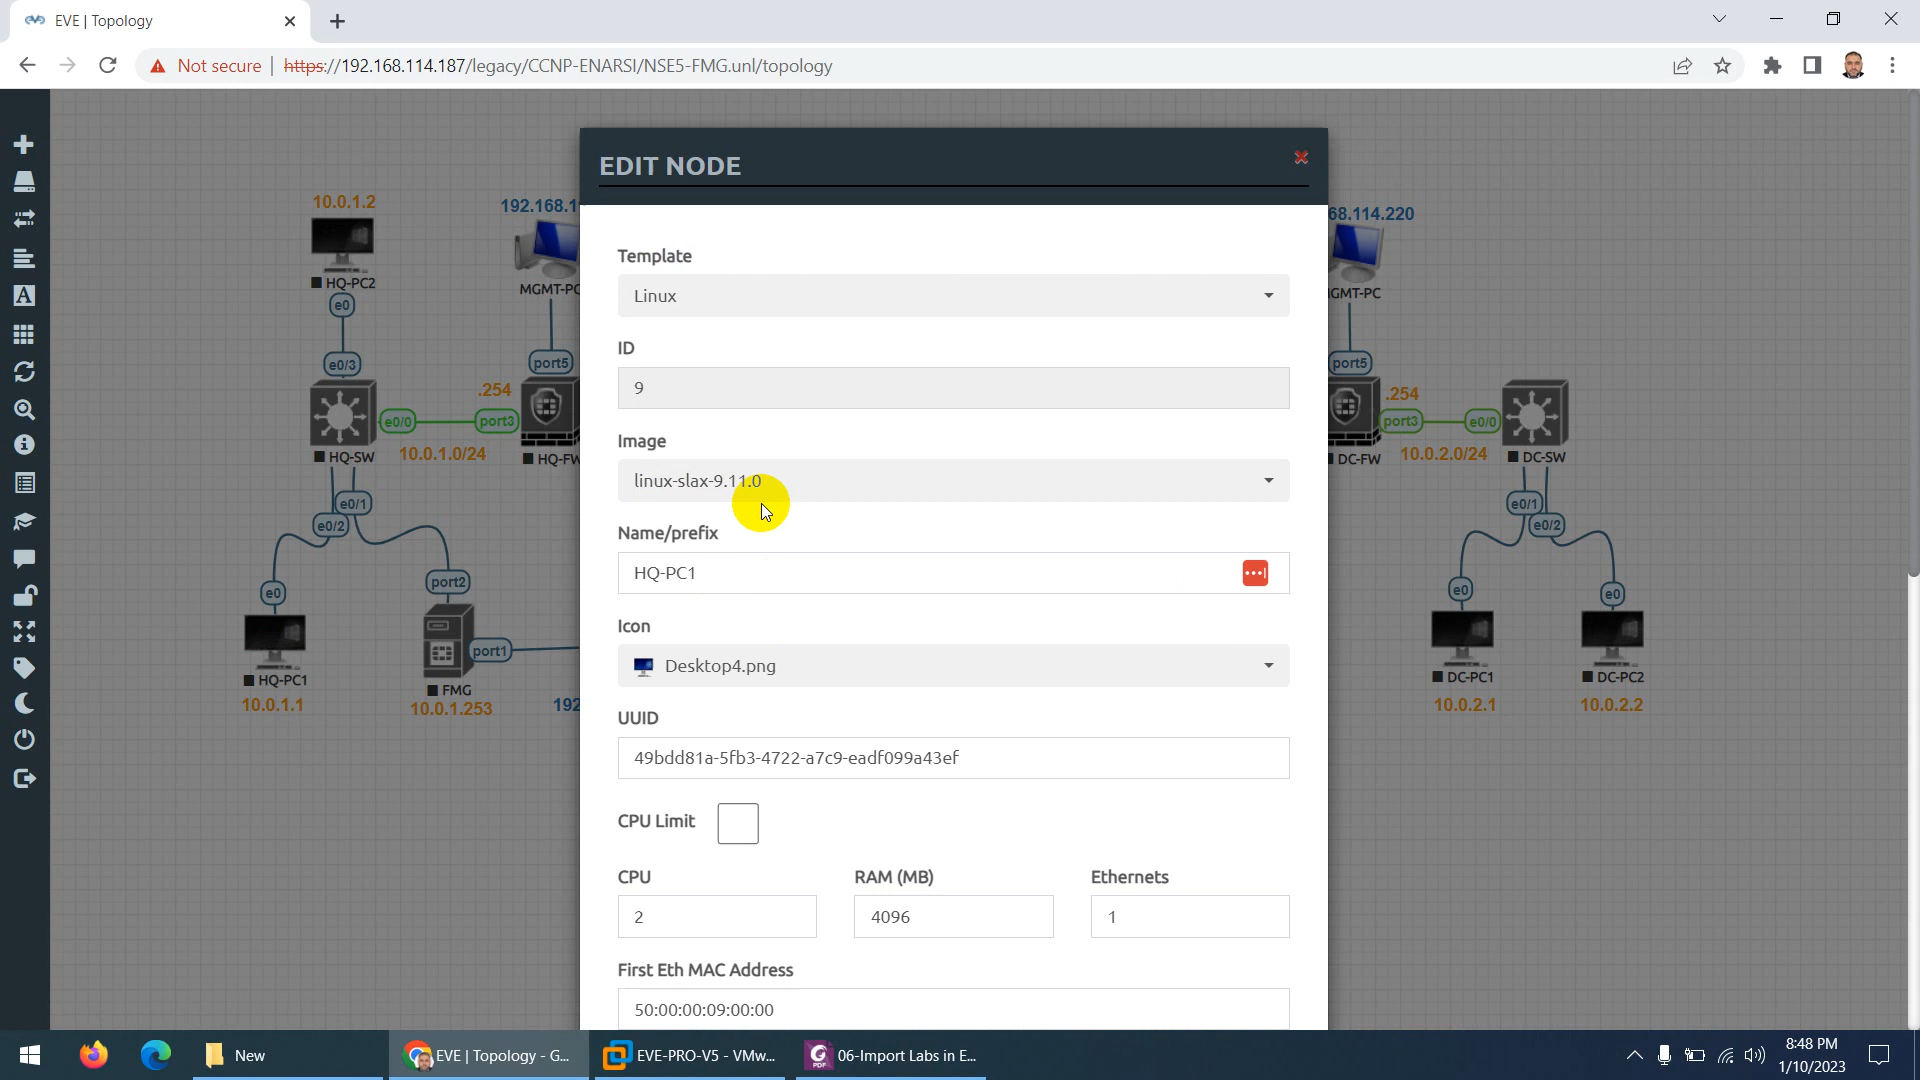 EVE | Topology
Not secure | https://192.168.114.187/legacy/CCNP-ENARSI/NSE5-FMG.unl/topology
EDIT NODE
Template
Linux
ID
9
Image
linux-slax-9.11.0
Name/prefix
HQ-PC1
Icon
Desktop4.png
UUID
49bdd81a-5fb3-4722-a7c9-eadf099a43ef
CPU Limit
CPU RAM (MB) Ethernets
2 4096 1
First Eth MAC Address
50:00:00:09:00:00
10.0.1.2
HQ-PC2
e0
e0/3
HQ-SW
e0/0
10.0.1.0/24
.254
port3
192.168.1
MGMT-PC
port5
HQ-FW
e0/1
e0/2
e0
HQ-PC1
10.0.1.1
port2
port1
FMG
10.0.1.253
192
68.114.220
GMT-PC
port5
.254
port3
e0/0
DC-FW
10.0.2.0/24
DC-SW
e0/1
e0/2
e0
e0
DC-PC1
DC-PC2
10.0.2.1
10.0.2.2
New
EVE | Topology - G...
EVE-PRO-V5 - VMw...
PDF
06-Import Labs in E...
8:48 PM
1/10/2023